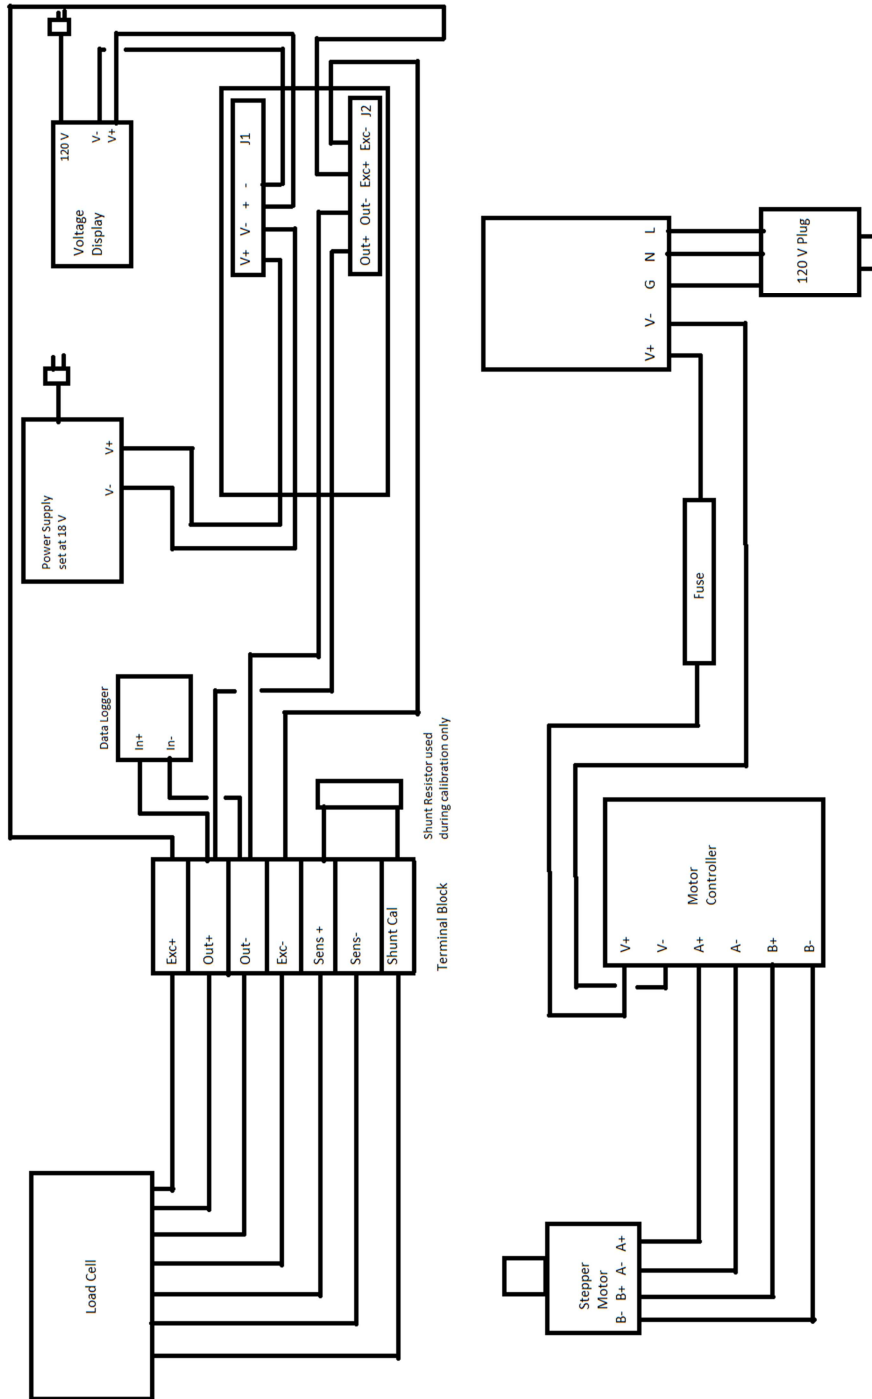 Load Cell
Exc+
Out+
Out-
Exc-
Sens +
Sens-
Shunt Cal
Terminal Block
Data Logger
In+
In-
Shunt Resistor used
during calibration only
Power Supply
set at 18 V
V-
V+
Voltage
Display
120 V
V-
V+
V+ V- + - J1
Out+ Out- Exc+ Exc- J2
Stepper
Motor
B- B+ A- A+
Motor
Controller
V+
V-
A+
A-
B+
B-
Fuse
V+ V- G N L
120 V Plug